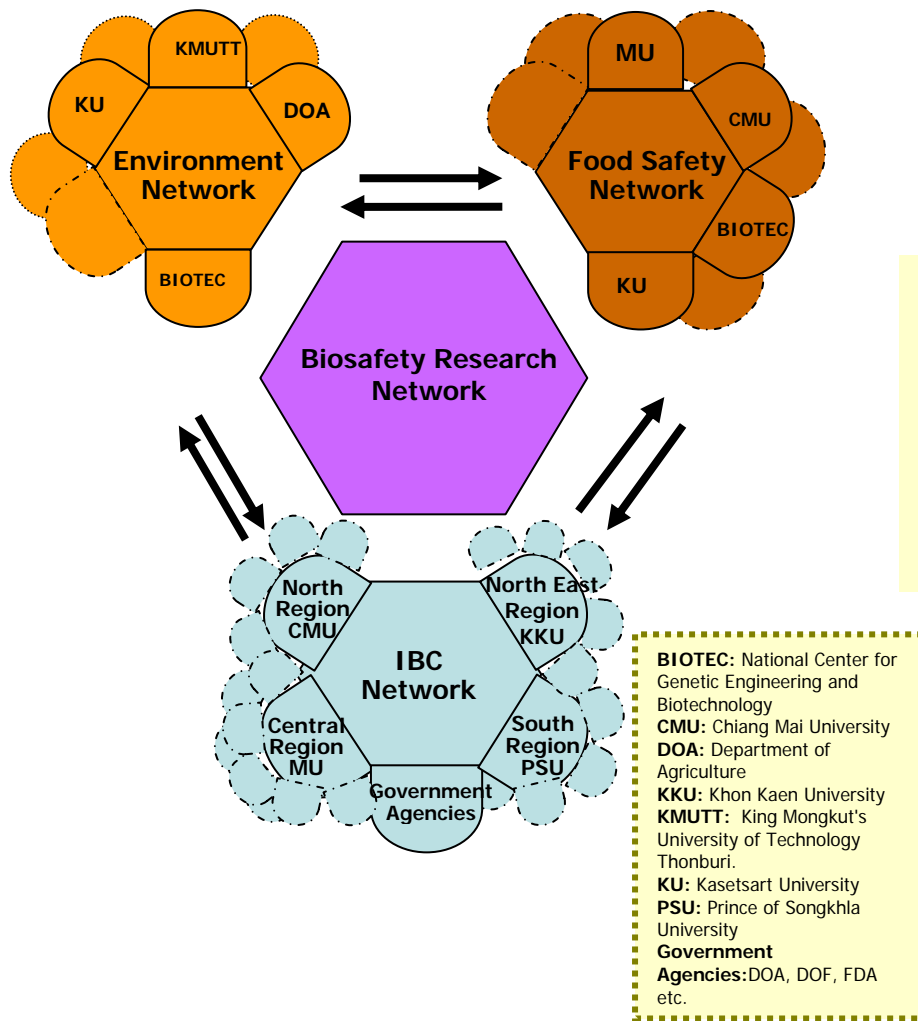 KMUTT
KU
DOA
Environment
Network
BIOTEC
MU
CMU
Food Safety
Network
BIOTEC
KU
Biosafety Research
Network
North
Region
CMU
North East
Region
KKU
IBC
Network
Central
Region
MU
South
Region
PSU
Government
Agencies
BIOTEC: National Center for
Genetic Engineering and
Biotechnology
CMU: Chiang Mai University
DOA: Department of
Agriculture
KKU: Khon Kaen University
KMUTT: King Mongkut's
University of Technology
Thonburi.
KU: Kasetsart University
PSU: Prince of Songkhla
University
Government
Agencies:DOA, DOF, FDA
etc.